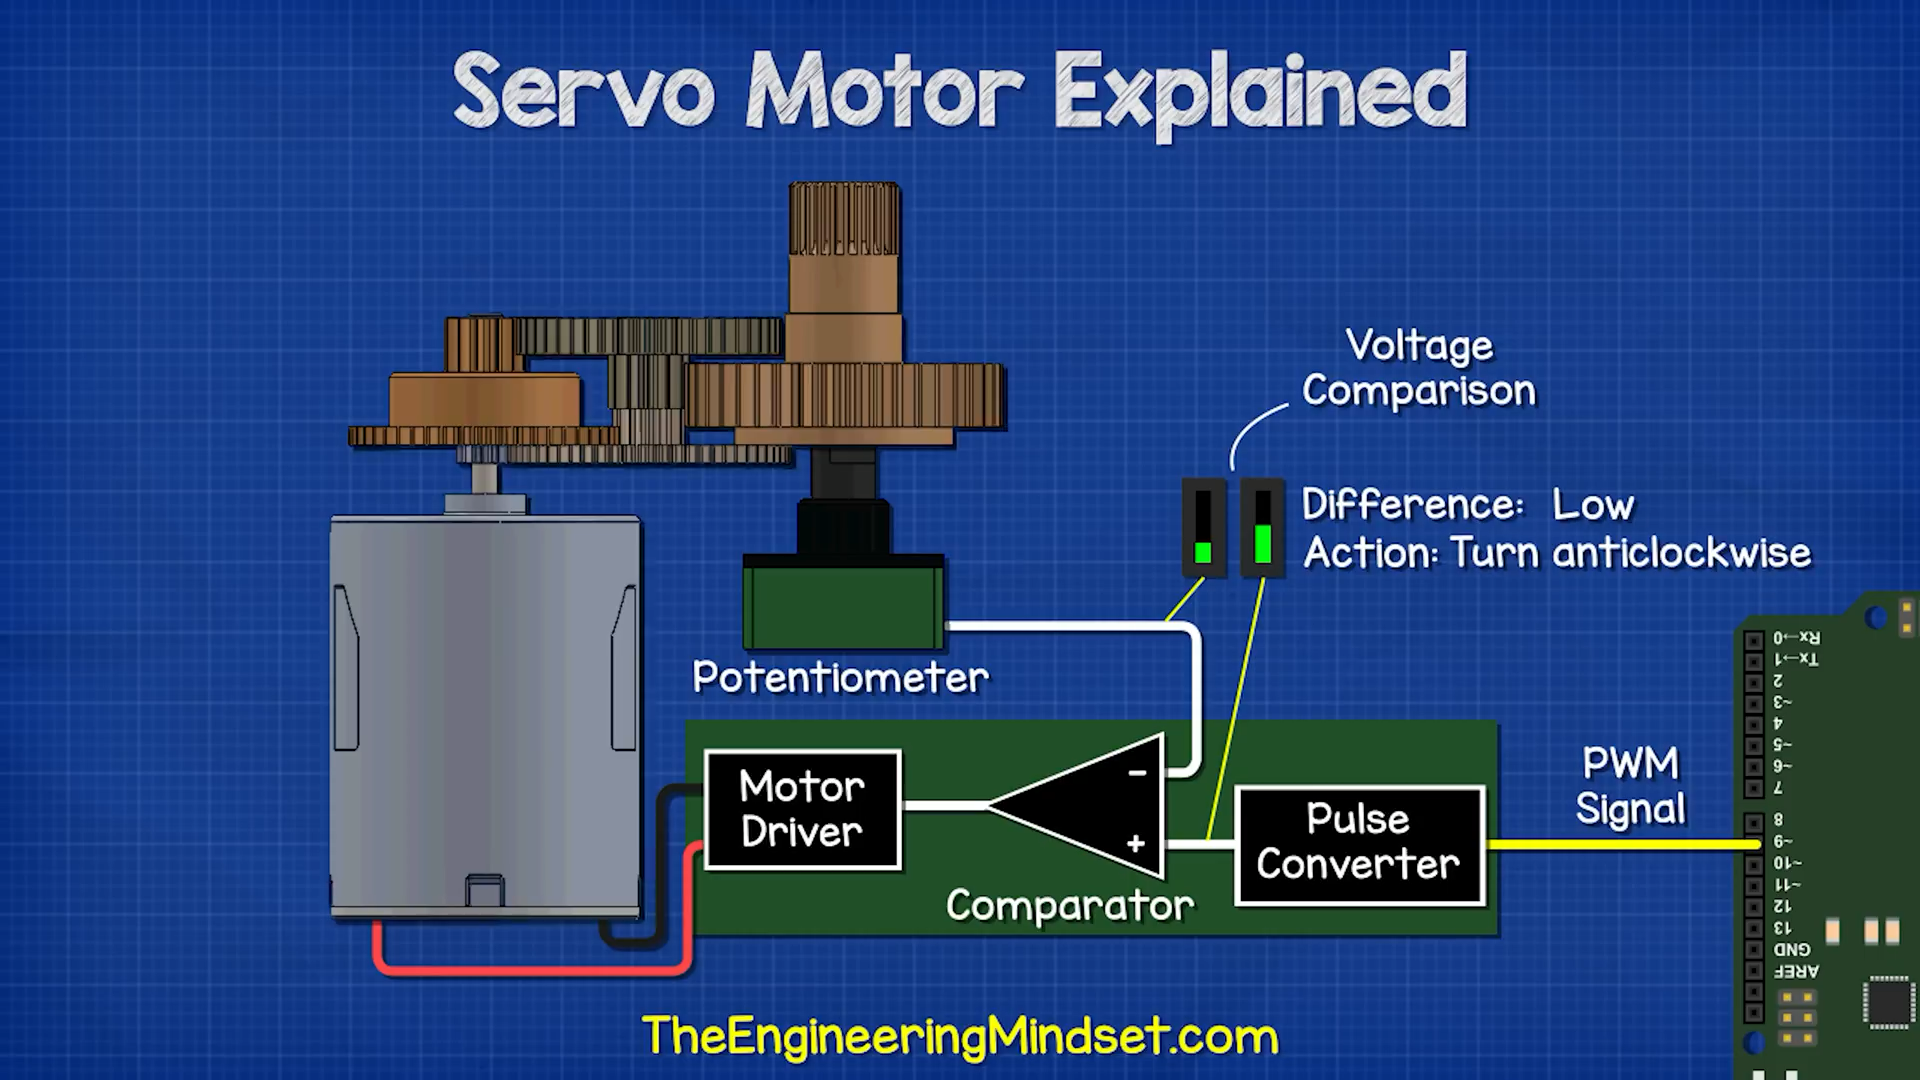 Servo Motor Explained
Voltage
Comparison
Difference: Low
Action: Turn anticlockwise
Potentiometer
Motor
Driver
-
+
Comparator
Pulse
Converter
PWM
Signal
Rx→0
Tx→1
2
~3
4
~5
~6
7
8
~9
~10
~11
12
13
GND
AREF
TheEngineeringMindset.com